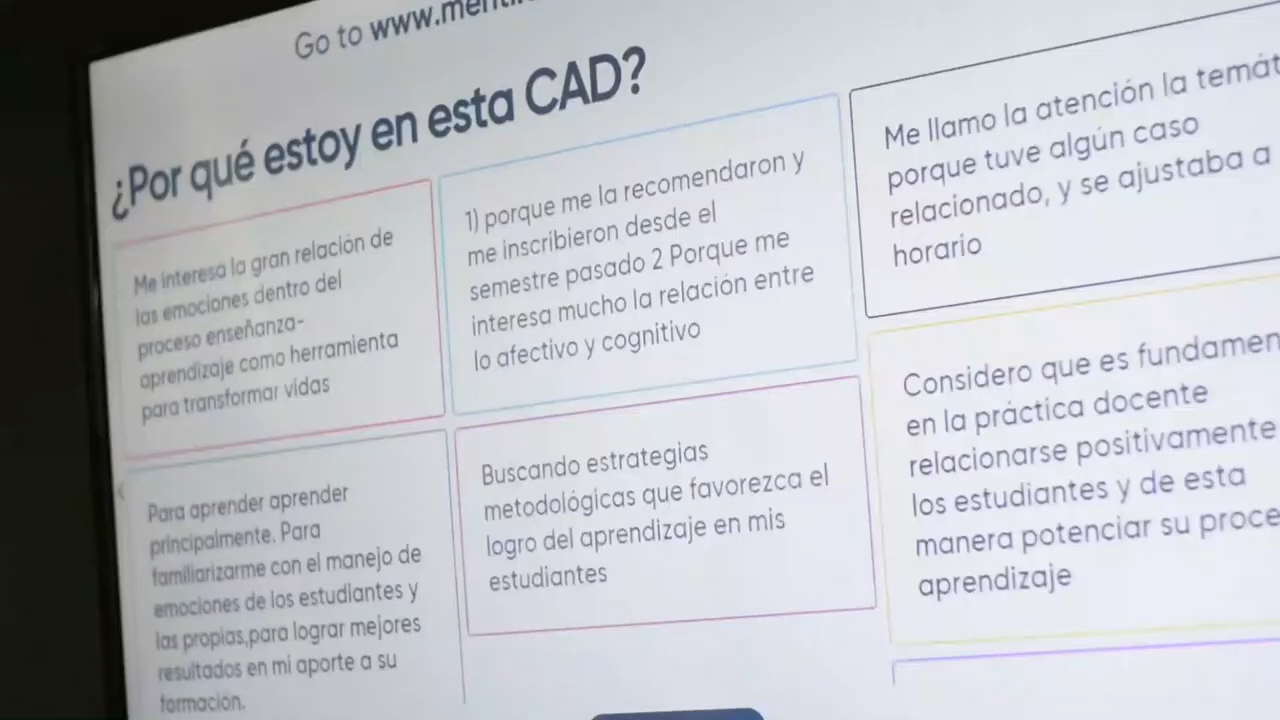 Go to www.menti
¿Por qué estoy en esta CAD?
Me interesa la gran relación de
las emociones dentro del
proceso enseñanza-
aprendizaje como herramienta
para transformar vidas
1) porque me la recomendaron y
me inscribieron desde el
semestre pasado 2 Porque me
interesa mucho la relación entre
lo afectivo y cognitivo
Me llamo la atención la temát
porque tuve algún caso
relacionado, y se ajustaba a
horario
Para aprender aprender
principalmente. Para
familiarizarme con el manejo de
emociones de los estudiantes y
las propias,para lograr mejores
resultados en mi aporte a su
formación.
Buscando estrategias
metodológicas que favorezca el
logro del aprendizaje en mis
estudiantes
Considero que es fundamen
en la práctica docente
relacionarse positivamente
los estudiantes y de esta
manera potenciar su proce
aprendizaje